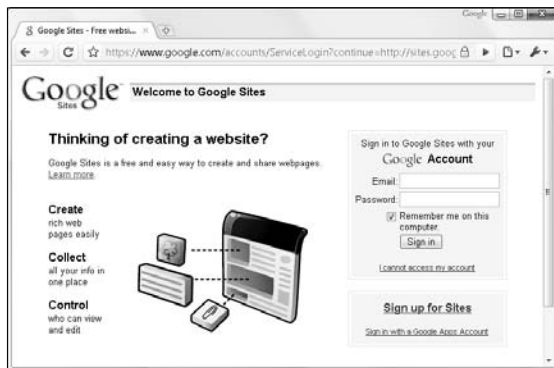 Google
Google Sites - Free websi...
https://www.google.com/accounts/ServiceLogin?continue=http://sites.goog
Google
Sites
Welcome to Google Sites
Thinking of creating a website?
Google Sites is a free and easy way to create and share webpages.
Learn more.
Create
rich web
pages easily
Collect
all your info in
one place
Control
who can view
and edit
Sign in to Google Sites with your
Google Account
Email:
Password:
Remember me on this
computer.
Sign in
I cannot access my account
Sign up for Sites
Sign in with a Google Apps Account